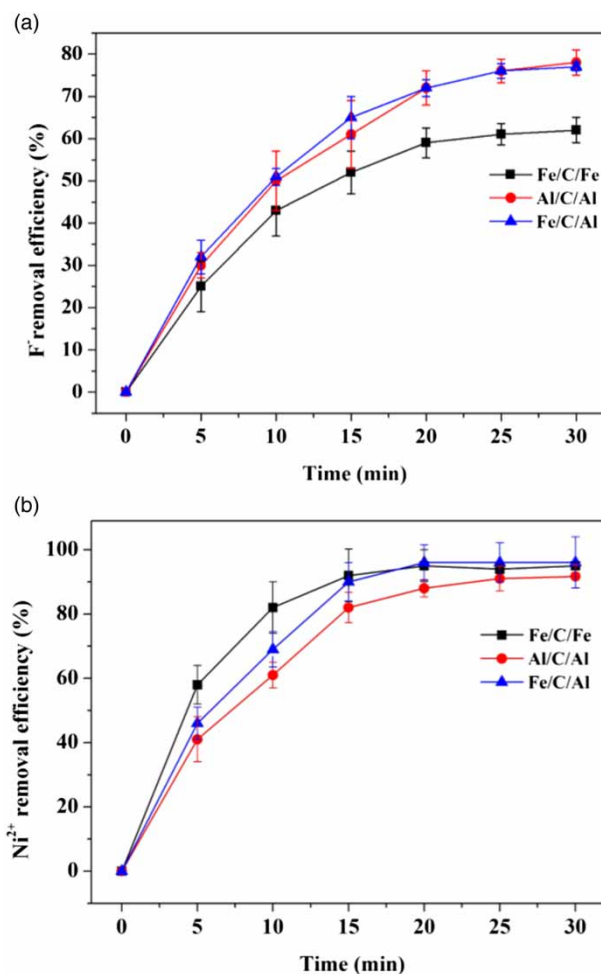 (a)
80
70
60
50
40
30
20
10
0
F⁻ removal efficiency (%)
Fe/C/Fe
Al/C/Al
Fe/C/Al
0 5 10 15 20 25 30
Time (min)
(b)
100
80
60
40
20
0
Ni²⁺ removal efficiency (%)
Fe/C/Fe
Al/C/Al
Fe/C/Al
0 5 10 15 20 25 30
Time (min)